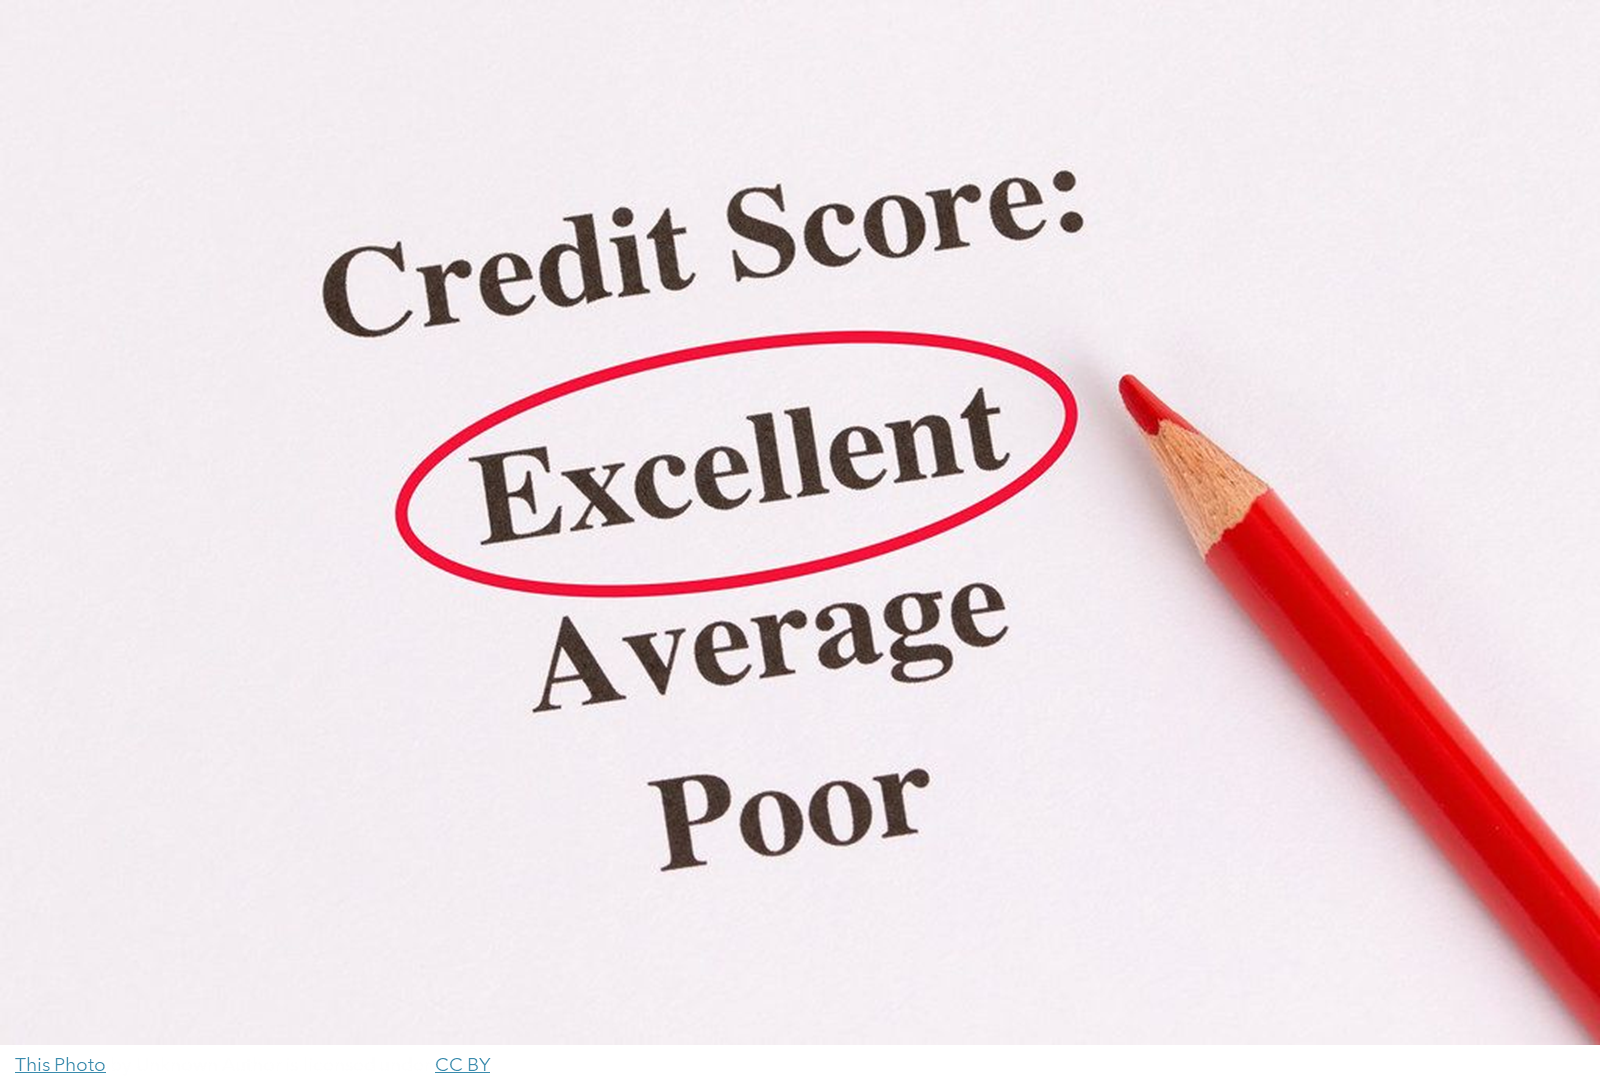 Credit Score:
Excellent
Average
Poor
This Photo CC BY